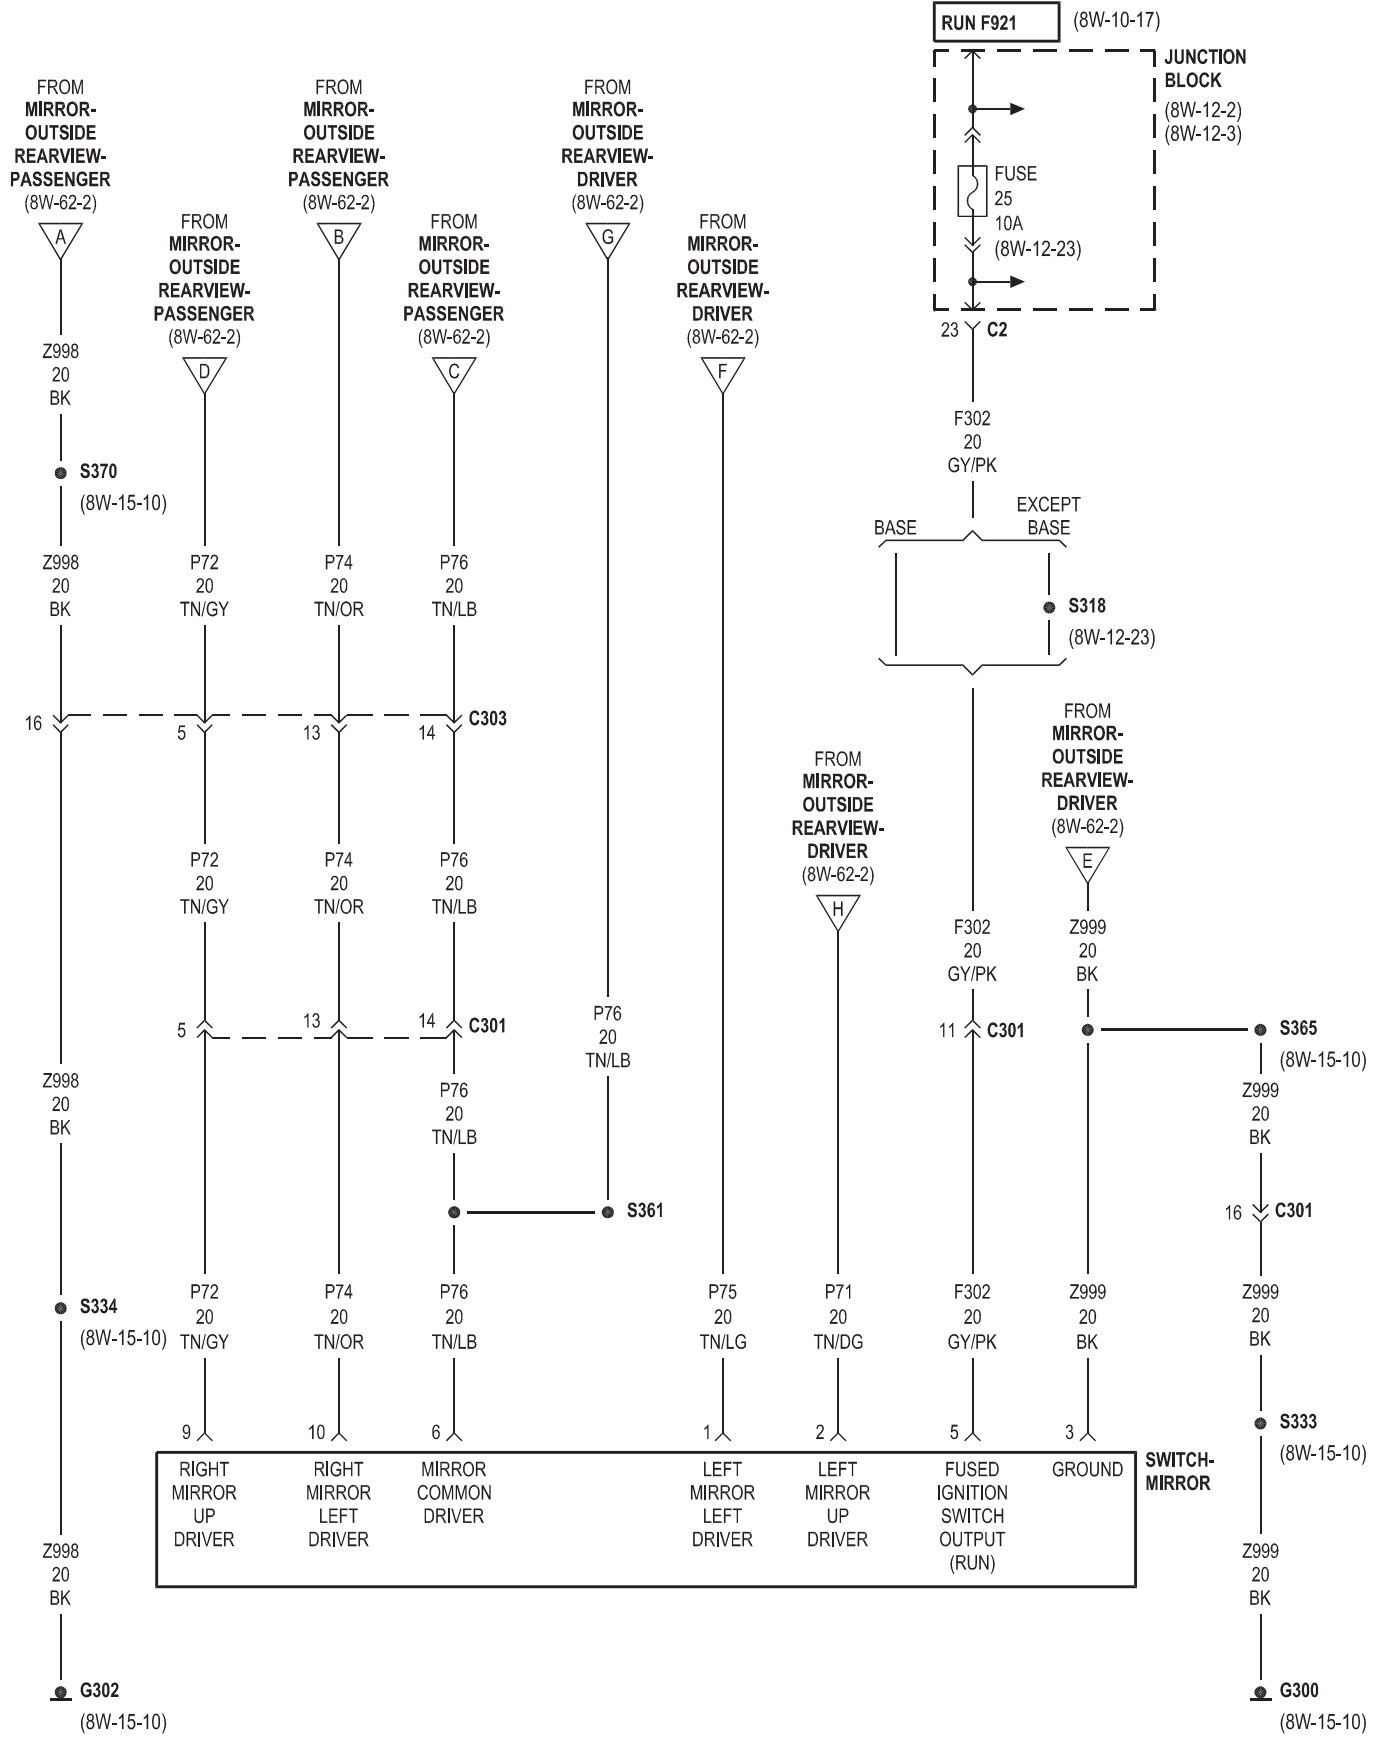 RUN F921
(8W-10-17)
JUNCTION
BLOCK
(8W-12-2)
(8W-12-3)
FUSE
25
10A
(8W-12-23)
23
C2
FROM
MIRROR-
OUTSIDE
REARVIEW-
PASSENGER
(8W-62-2)
A
FROM
MIRROR-
OUTSIDE
REARVIEW-
PASSENGER
(8W-62-2)
D
FROM
MIRROR-
OUTSIDE
REARVIEW-
PASSENGER
(8W-62-2)
B
FROM
MIRROR-
OUTSIDE
REARVIEW-
PASSENGER
(8W-62-2)
C
FROM
MIRROR-
OUTSIDE
REARVIEW-
DRIVER
(8W-62-2)
G
FROM
MIRROR-
OUTSIDE
REARVIEW-
DRIVER
(8W-62-2)
F
Z998
20
BK
S370
(8W-15-10)
F302
20
GY/PK
BASE
EXCEPT
BASE
S318
(8W-12-23)
Z998
20
BK
P72
20
TN/GY
P74
20
TN/OR
P76
20
TN/LB
16
5
13
14
C303
FROM
MIRROR-
OUTSIDE
REARVIEW-
DRIVER
(8W-62-2)
H
FROM
MIRROR-
OUTSIDE
REARVIEW-
DRIVER
(8W-62-2)
E
P72
20
TN/GY
P74
20
TN/OR
P76
20
TN/LB
F302
20
GY/PK
Z999
20
BK
5
13
14
C301
P76
20
TN/LB
11
C301
S365
(8W-15-10)
Z998
20
BK
P76
20
TN/LB
Z999
20
BK
S361
16
C301
S334
(8W-15-10)
P72
20
TN/GY
P74
20
TN/OR
P76
20
TN/LB
P75
20
TN/LG
P71
20
TN/DG
F302
20
GY/PK
Z999
20
BK
Z999
20
BK
9
10
6
1
2
5
3
S333
(8W-15-10)
RIGHT
MIRROR
UP
DRIVER
RIGHT
MIRROR
LEFT
DRIVER
MIRROR
COMMON
DRIVER
LEFT
MIRROR
LEFT
DRIVER
LEFT
MIRROR
UP
DRIVER
FUSED
IGNITION
SWITCH
OUTPUT
(RUN)
GROUND
SWITCH-
MIRROR
Z998
20
BK
Z999
20
BK
G302
(8W-15-10)
G300
(8W-15-10)